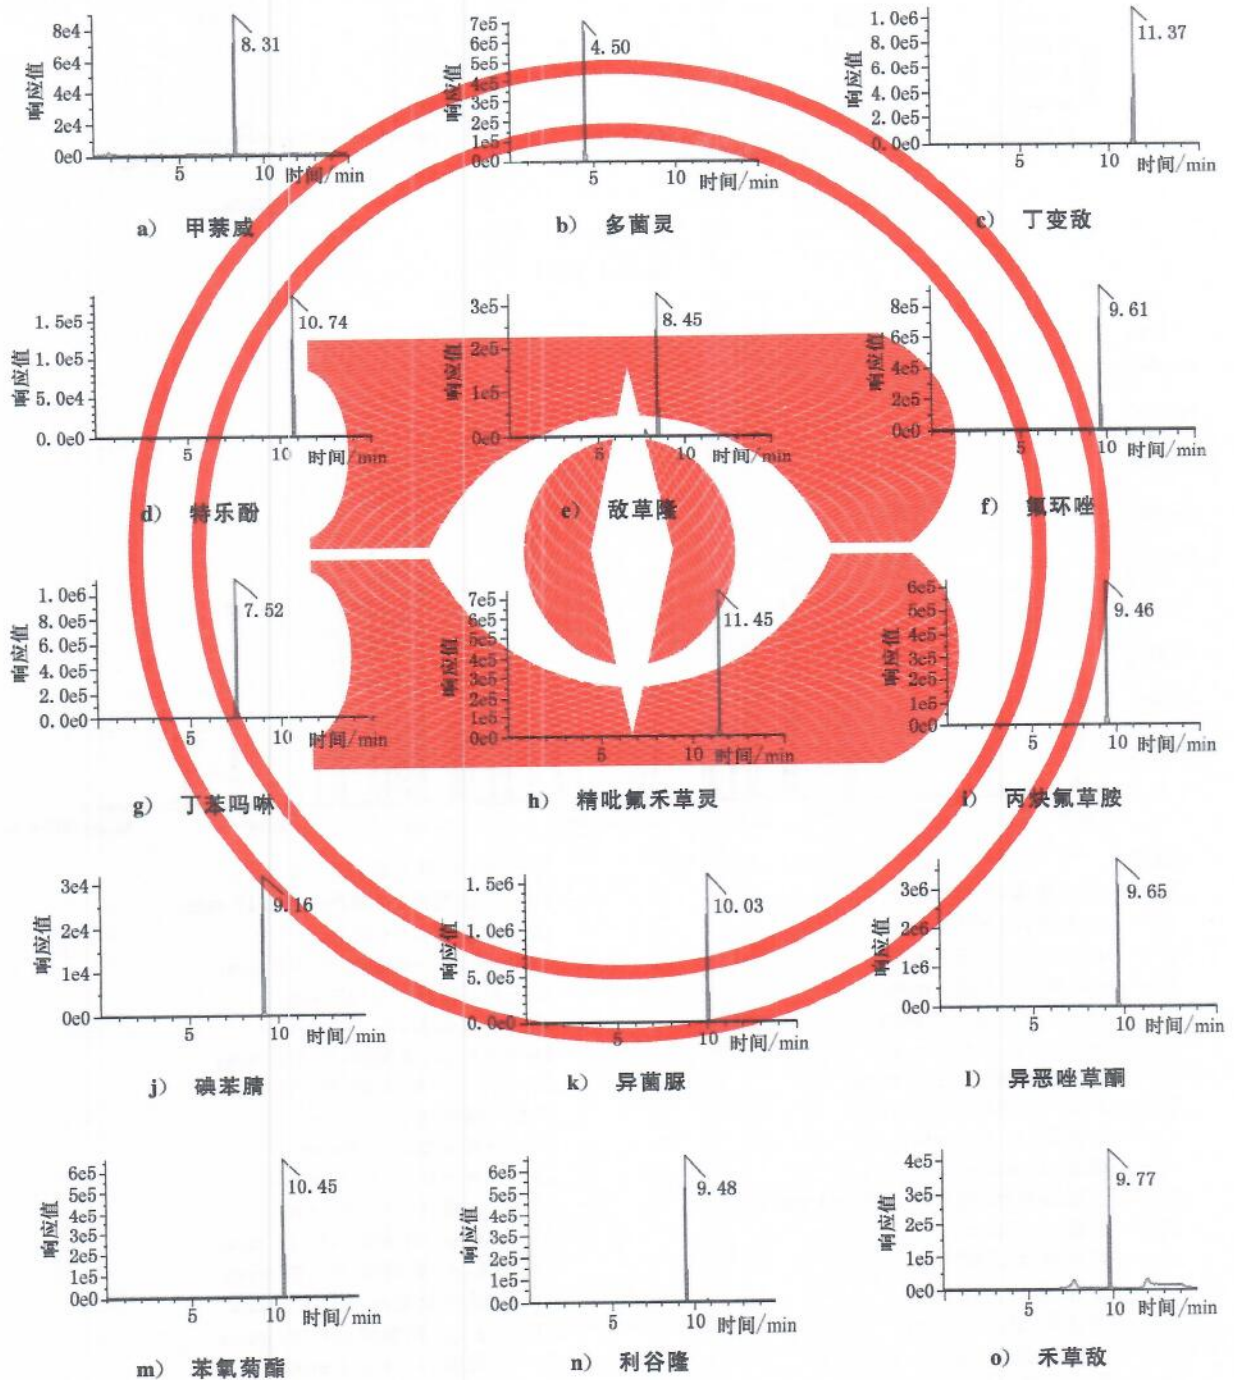 8e4
6e4
4e4
2e4
0e0
响应值
8.31
5
10
时间/min
a) 甲萘威
7e5
6e5
5e5
4e5
3e5
2e5
1e5
0e0
响应值
4.50
5
10
时间/min
b) 多菌灵
1.0e6
8.0e5
6.0e5
4.0e5
2.0e5
0.0e0
响应值
11.37
5
10
时间/min
c) 丁变敌
1.5e5
1.0e5
5.0e4
0.0e0
响应值
10.74
5
10
时间/min
d) 特乐酚
3e5
2e5
1e5
0e0
响应值
8.45
5
10
时间/min
e) 敌草隆
8e5
6e5
4e5
2e5
0e0
响应值
9.61
5
10
时间/min
f) 氟环唑
1.0e6
8.0e5
6.0e5
4.0e5
2.0e5
0.0e0
响应值
7.52
5
10
时间/min
g) 丁苯吗啉
7e5
6e5
5e5
4e5
3e5
2e5
1e5
0e0
响应值
11.45
5
10
时间/min
h) 精吡氟禾草灵
6e5
5e5
4e5
3e5
2e5
1e5
0e0
响应值
9.46
5
10
时间/min
i) 丙炔氟草胺
3e4
2e4
1e4
0e0
响应值
9.16
5
10
时间/min
j) 碘苯腈
1.5e6
1.0e6
5.0e5
0.0e0
响应值
10.03
5
10
时间/min
k) 异菌脲
3e6
2e6
1e6
0e0
响应值
9.65
5
10
时间/min
l) 异恶唑草酮
6e5
5e5
4e5
3e5
2e5
1e5
0e0
响应值
10.45
5
10
时间/min
m) 苯氧菊酯
6e5
5e5
4e5
3e5
2e5
1e5
0e0
响应值
9.48
5
10
时间/min
n) 利谷隆
4e5
3e5
2e5
1e5
0e0
响应值
9.77
5
10
时间/min
o) 禾草敌